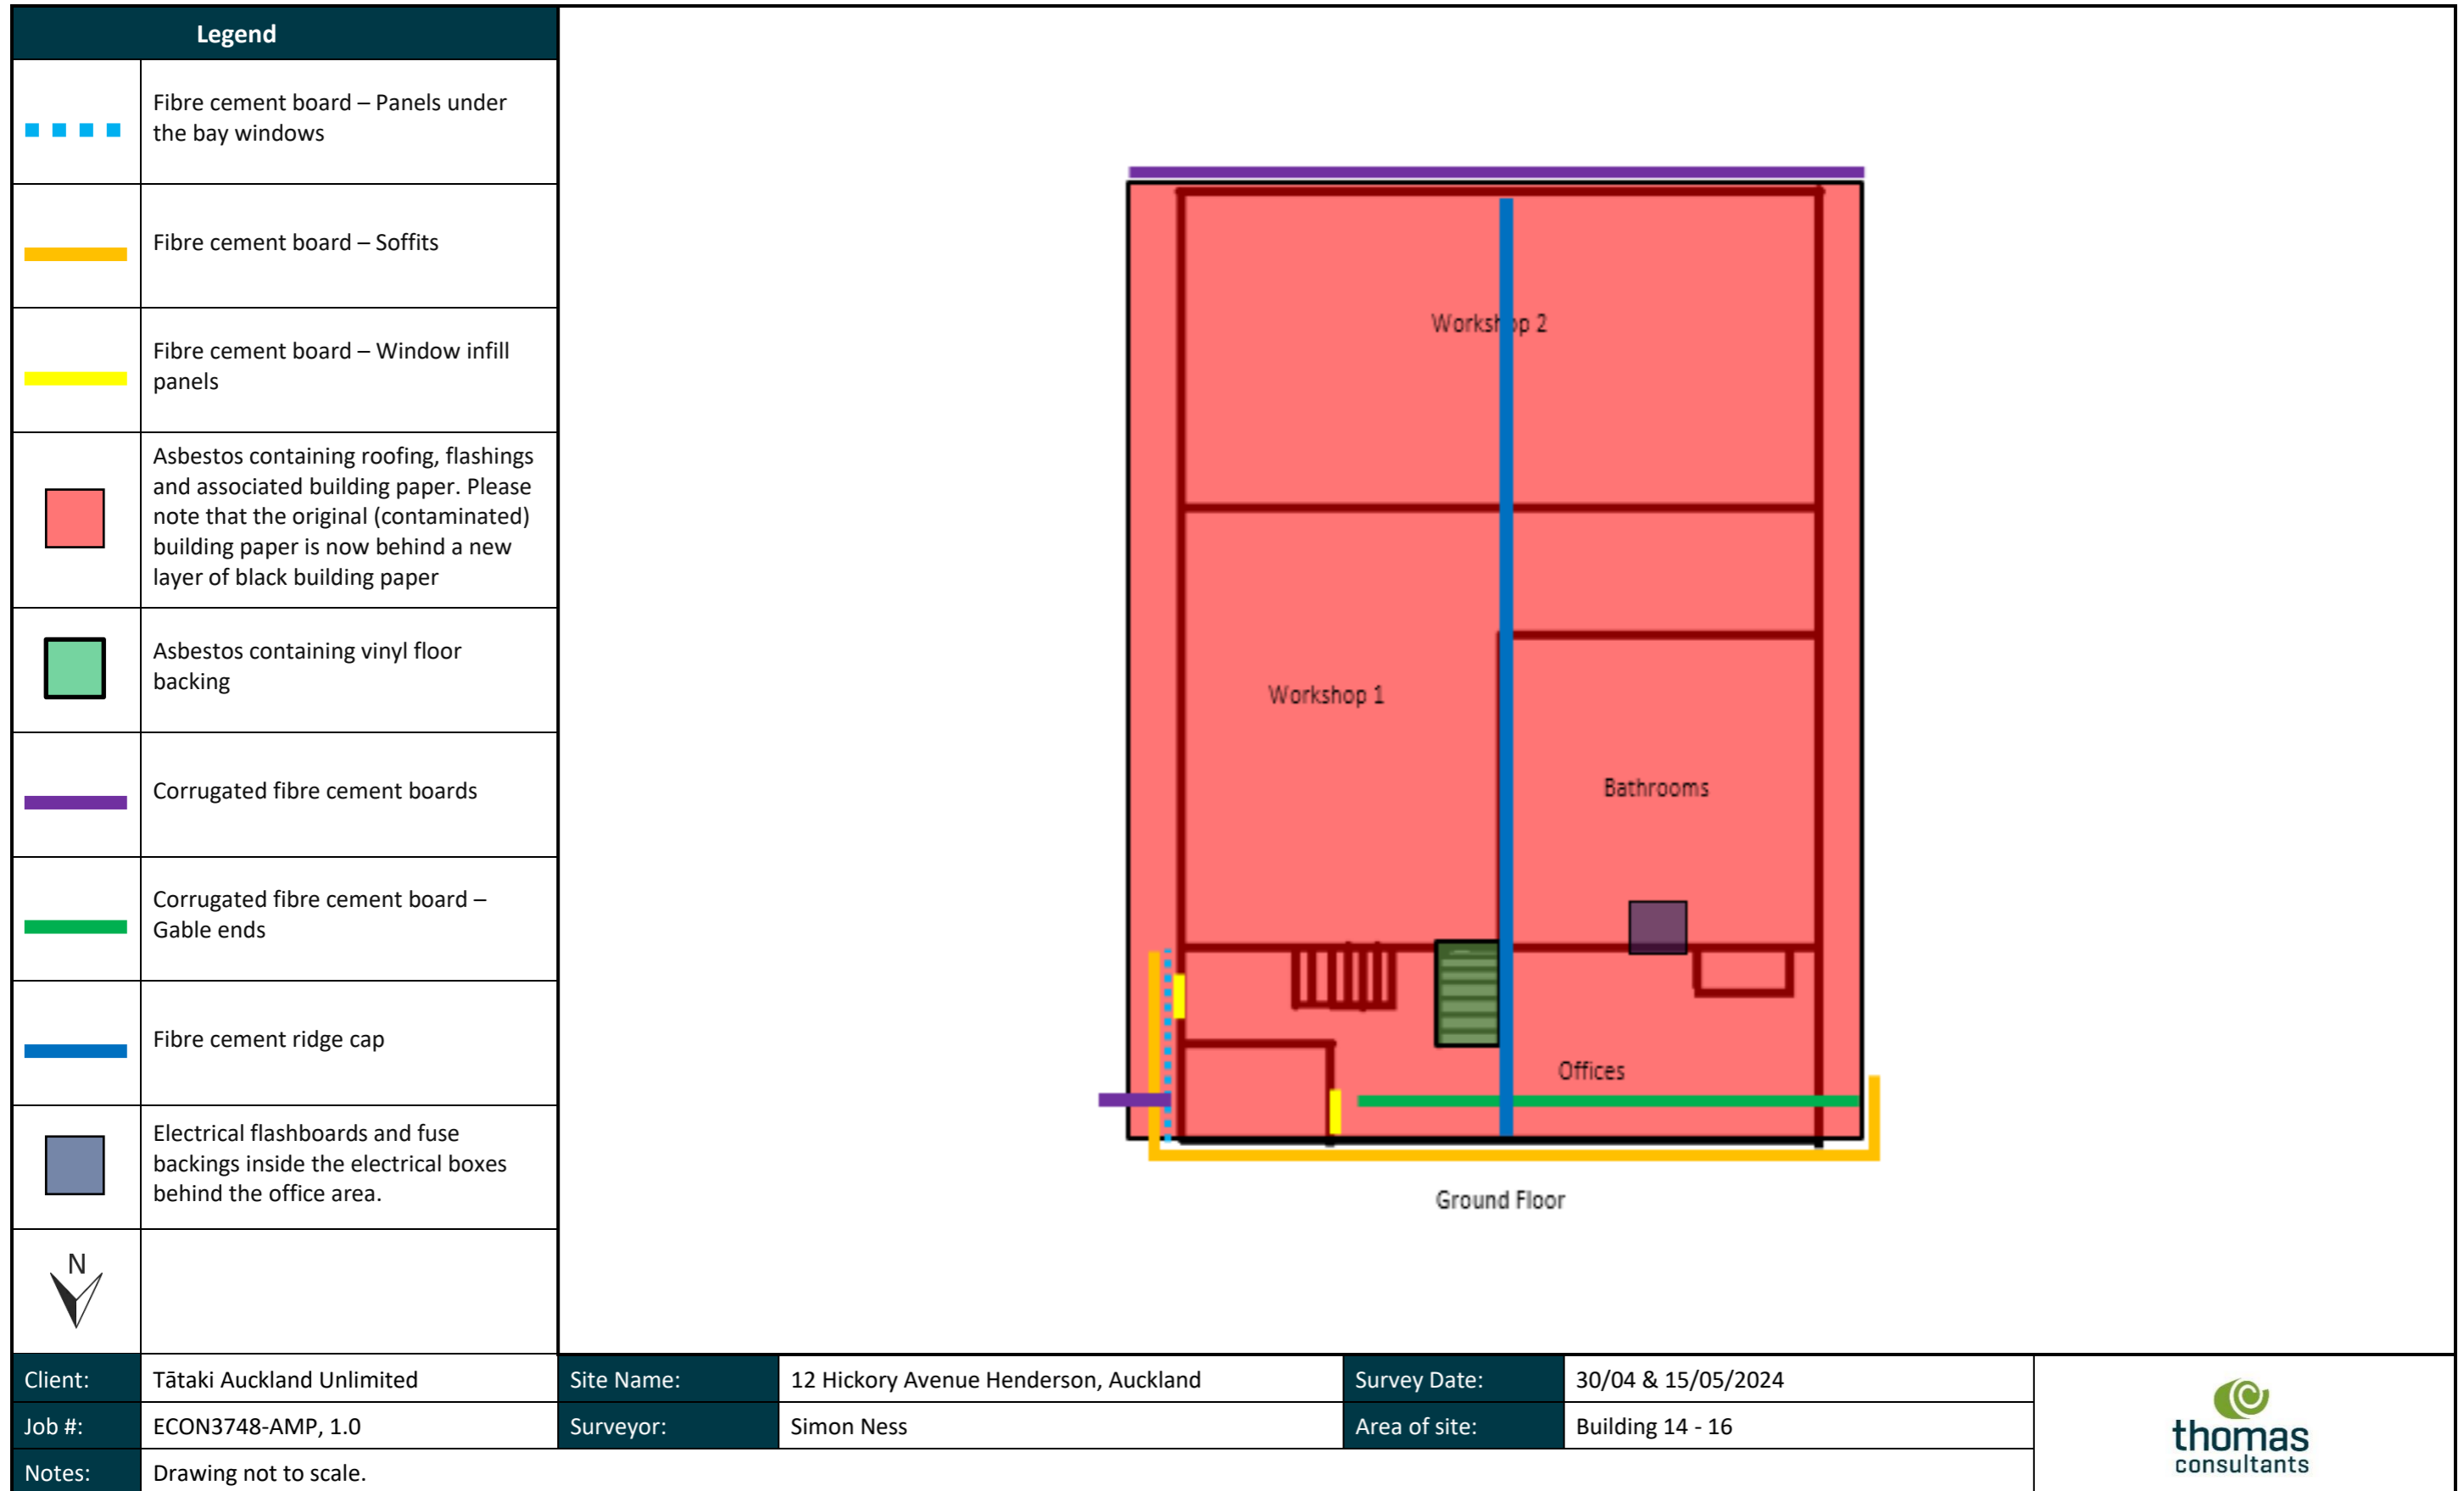 Legend
Fibre cement board – Panels under
the bay windows
Fibre cement board – Soffits
Fibre cement board – Window infill
panels
Asbestos containing roofing, flashings
and associated building paper. Please
note that the original (contaminated)
building paper is now behind a new
layer of black building paper
Asbestos containing vinyl floor
backing
Corrugated fibre cement boards
Corrugated fibre cement board –
Gable ends
Fibre cement ridge cap
Electrical flashboards and fuse
backings inside the electrical boxes
behind the office area.
N
Workshop 2
Workshop 1
Bathrooms
Offices
Ground Floor
Client: Tātaki Auckland Unlimited Site Name: 12 Hickory Avenue Henderson, Auckland Survey Date: 30/04 & 15/05/2024
Job #: ECON3748-AMP, 1.0 Surveyor: Simon Ness Area of site: Building 14 - 16
Notes: Drawing not to scale.
thomas
consultants